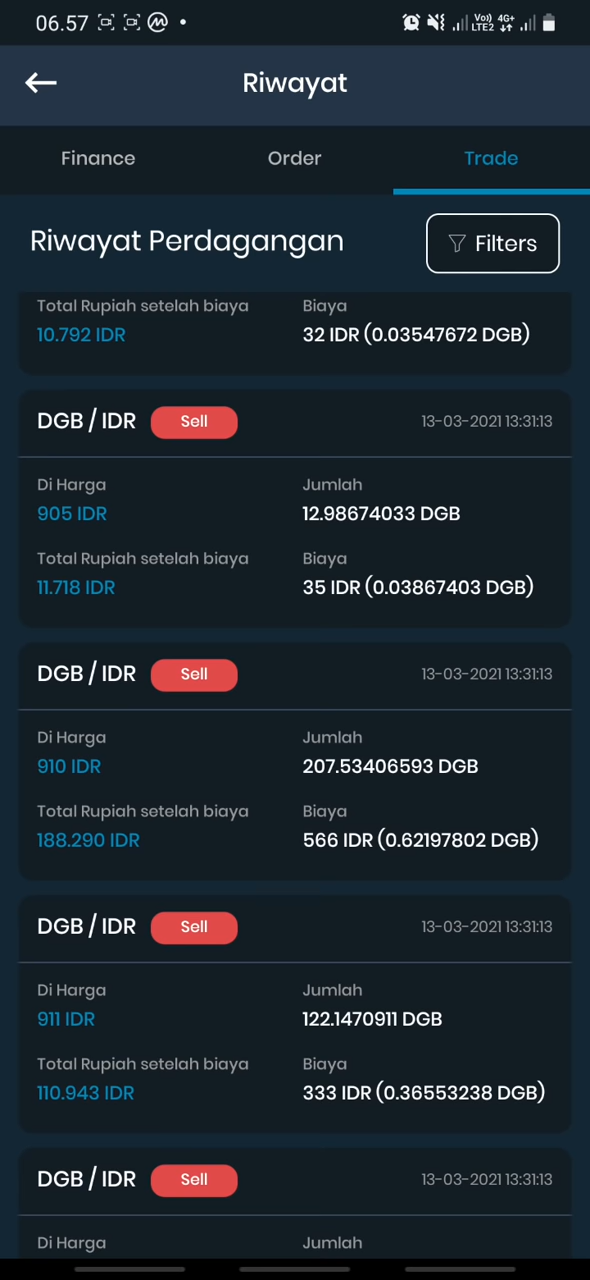 06.57 Vo)) LTE2 4G+
Riwayat
Finance Order Trade
Riwayat Perdagangan Filters
Total Rupiah setelah biaya Biaya
10.792 IDR 32 IDR (0.03547672 DGB)
DGB / IDR Sell 13-03-2021 13:31:13
Di Harga Jumlah
905 IDR 12.98674033 DGB
Total Rupiah setelah biaya Biaya
11.718 IDR 35 IDR (0.03867403 DGB)
DGB / IDR Sell 13-03-2021 13:31:13
Di Harga Jumlah
910 IDR 207.53406593 DGB
Total Rupiah setelah biaya Biaya
188.290 IDR 566 IDR (0.62197802 DGB)
DGB / IDR Sell 13-03-2021 13:31:13
Di Harga Jumlah
911 IDR 122.1470911 DGB
Total Rupiah setelah biaya Biaya
110.943 IDR 333 IDR (0.36553238 DGB)
DGB / IDR Sell 13-03-2021 13:31:13
Di Harga Jumlah